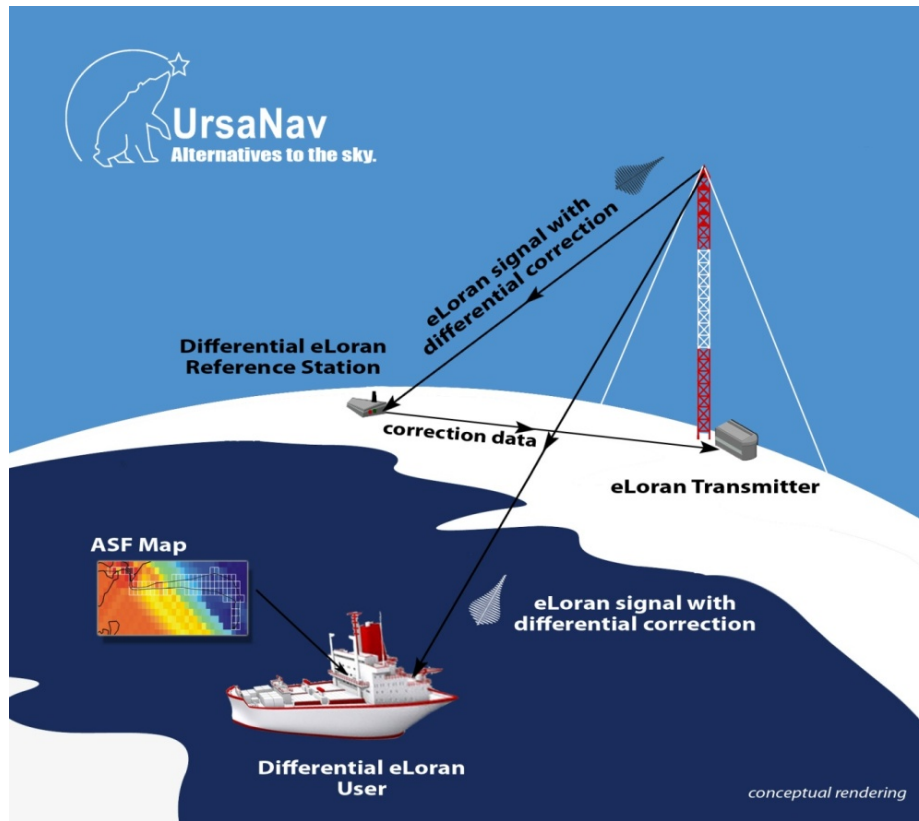 UrsaNav
Alternatives to the sky.
eLoran signal with
differential correction
Differential eLoran
Reference Station
correction data
eLoran Transmitter
ASF Map
eLoran signal with
differential correction
Differential eLoran
User
conceptual rendering